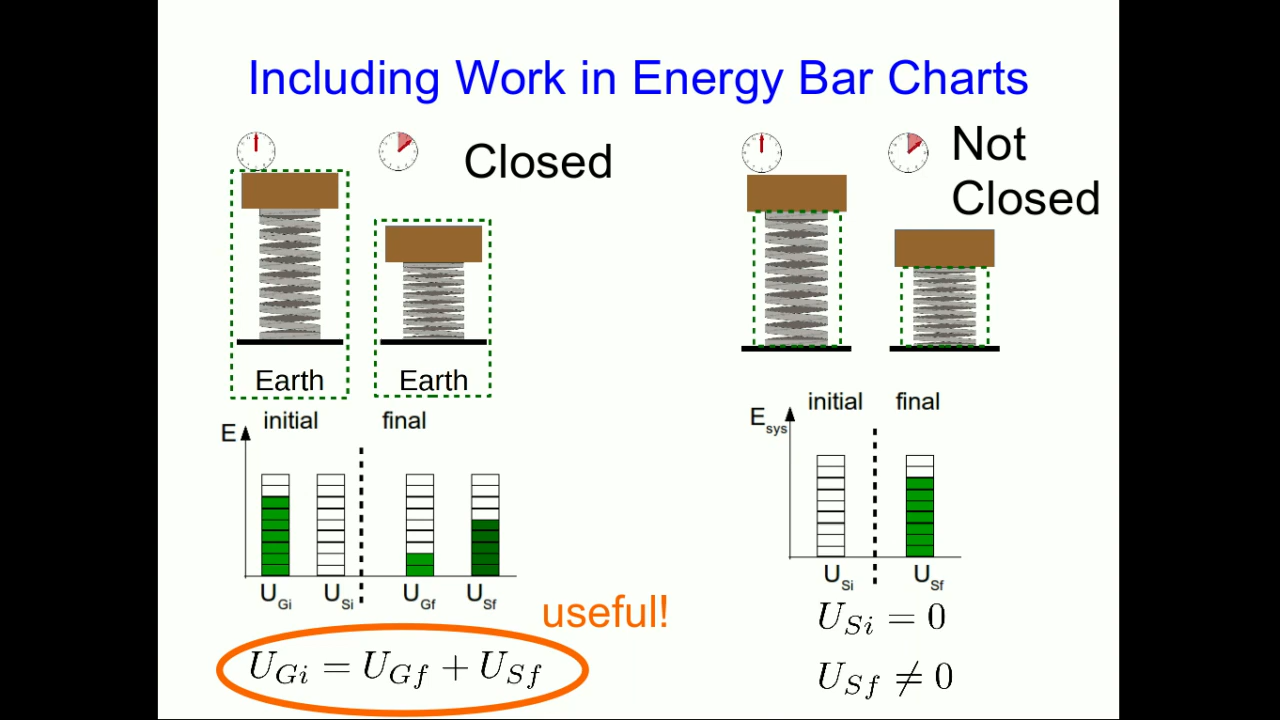 Including Work in Energy Bar Charts
Closed
Not
Closed
Earth
Earth
initial
final
E
U_Gi
U_Si
U_Gf
U_Sf
useful!
U_Gi = U_Gf + U_Sf
initial
final
E_sys
U_Si
U_Sf
U_Si = 0
U_Sf ≠ 0